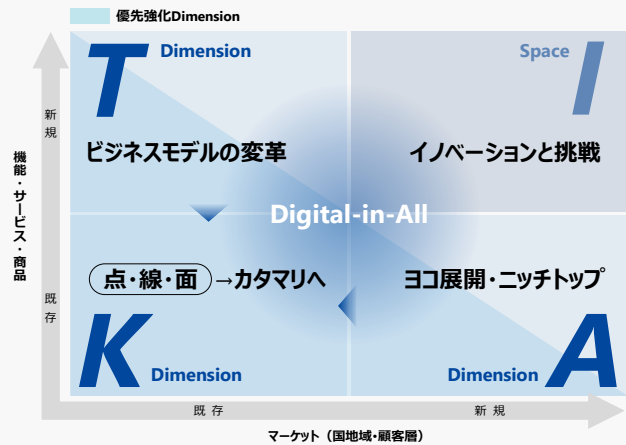 優先強化Dimension
T Dimension
Space I
ビジネスモデルの変革
イノベーションと挑戦
Digital-in-All
点・線・面→カタマリへ
ヨコ展開・ニッチトップ
K Dimension
Dimension A
機能・サービス・商品
新規
既存
既存
新規
マーケット（国地域・顧客層）